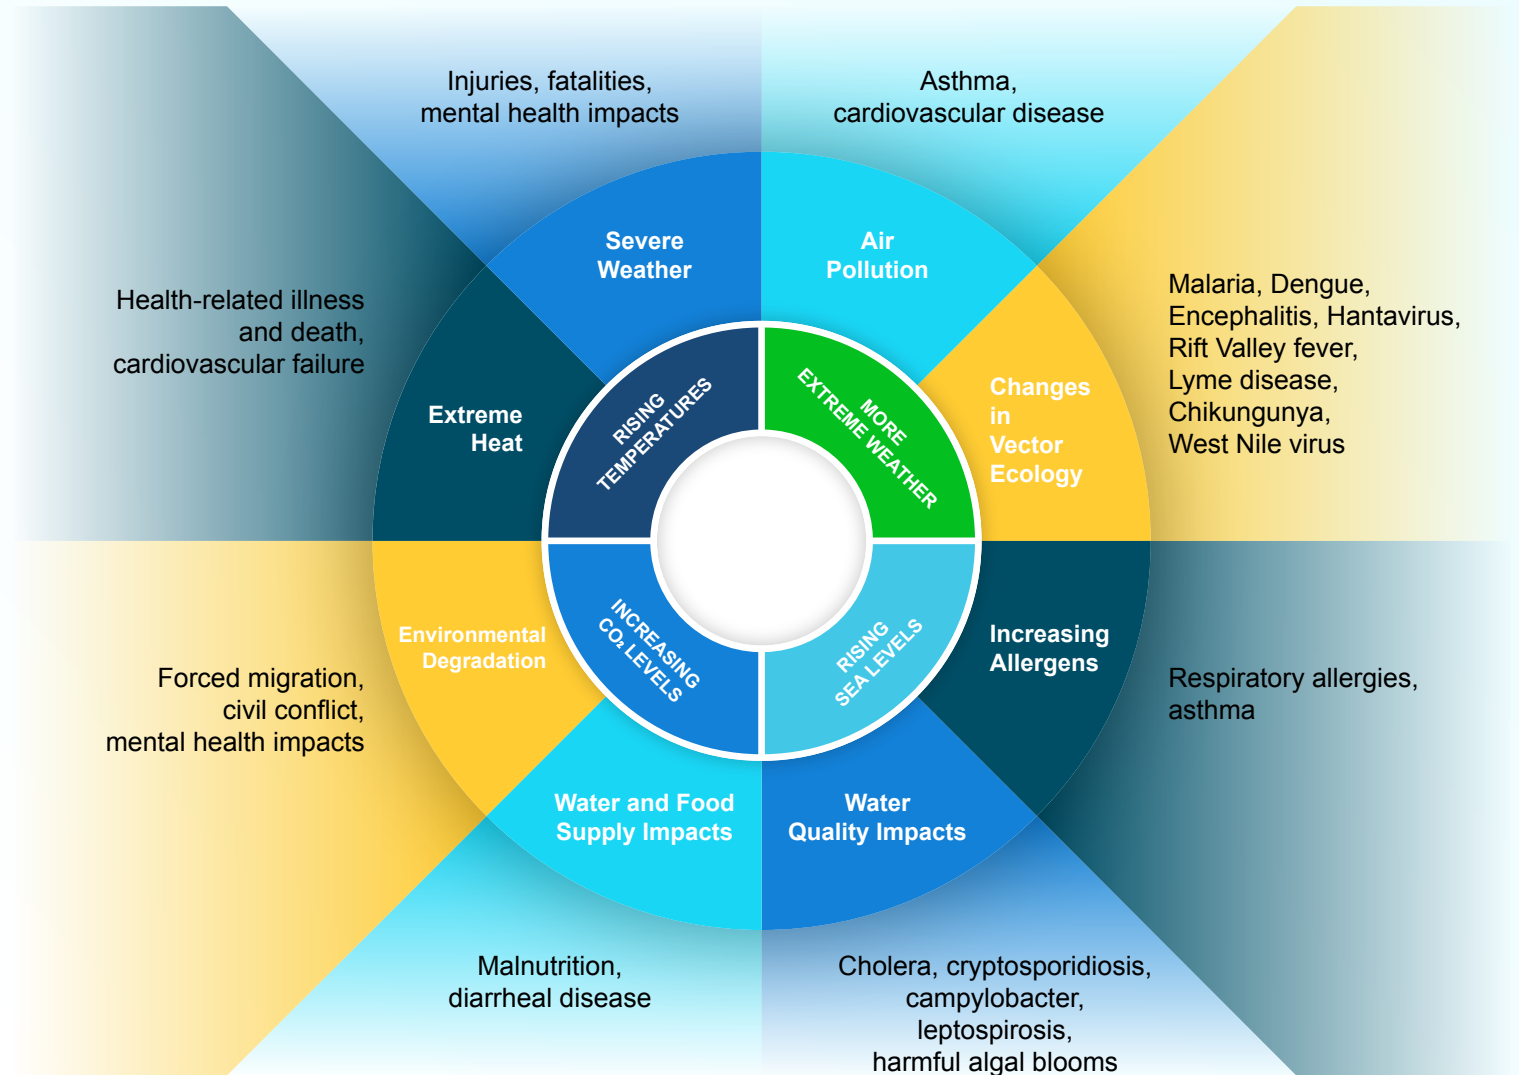 Injuries, fatalities,
mental health impacts
Asthma,
cardiovascular disease
Severe
Weather
Air
Pollution
Health-related illness
and death,
cardiovascular failure
Malaria, Dengue,
Encephalitis, Hantavirus,
Rift Valley fever,
Lyme disease,
Chikungunya,
West Nile virus
Extreme
Heat
RISING
TEMPERATURES
MORE
EXTREME WEATHER
Changes
in
Vector
Ecology
Environmental
Degradation
INCREASING
CO₂ LEVELS
RISING
SEA LEVELS
Increasing
Allergens
Forced migration,
civil conflict,
mental health impacts
Respiratory allergies,
asthma
Water and Food
Supply Impacts
Water
Quality Impacts
Malnutrition,
diarrheal disease
Cholera, cryptosporidiosis,
campylobacter,
leptospirosis,
harmful algal blooms